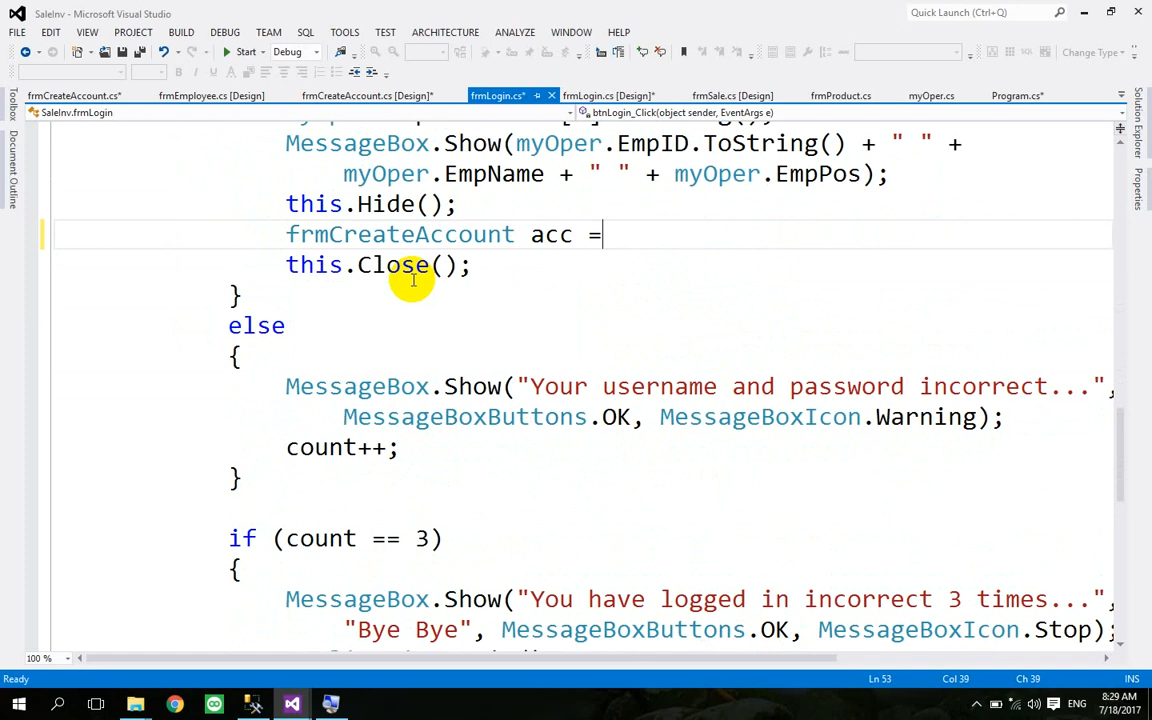 SaleInv - Microsoft Visual Studio
Quick Launch (Ctrl+Q)
FILE EDIT VIEW PROJECT BUILD DEBUG TEAM SQL TOOLS TEST ARCHITECTURE ANALYZE WINDOW HELP
Start Debug Change Type
frmCreateAccount.cs* frmEmployee.cs [Design] frmCreateAccount.cs [Design]* frmLogin.cs* frmLogin.cs [Design]* frmSale.cs [Design] frmProduct.cs myOper.cs Program.cs*
SaleInv.frmLogin btnLogin_Click(object sender, EventArgs e)
Toolbox
Document Outline
Solution Explorer
Properties
MessageBox.Show(myOper.EmpID.ToString() + " " +
myOper.EmpName + " " + myOper.EmpPos);
this.Hide();
frmCreateAccount acc =
this.Close();
}
else
{
MessageBox.Show("Your username and password incorrect...",
MessageBoxButtons.OK, MessageBoxIcon.Warning);
count++;
}
if (count == 3)
{
MessageBox.Show("You have logged in incorrect 3 times...",
"Bye Bye", MessageBoxButtons.OK, MessageBoxIcon.Stop);
100 %
Ready Ln 53 Col 39 Ch 39 INS
ENG 8:29 AM
7/18/2017